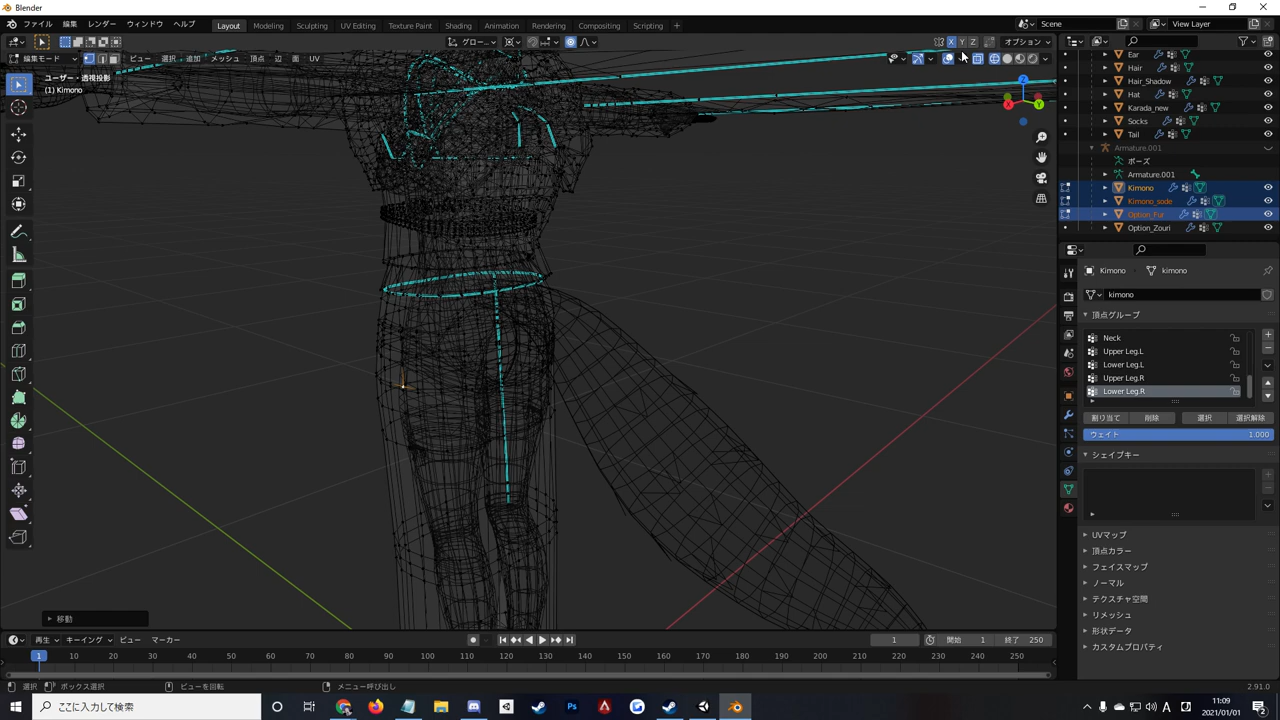 Blender
ファイル 編集 レンダー ウィンドウ ヘルプ Layout Modeling Sculpting UV Editing Texture Paint Shading Animation Rendering Compositing Scripting + Scene View Layer
グロー... X Y Z オプション
編集モード ビュー 選択 追加 メッシュ 頂点 辺 面 UV
ユーザー・透視投影
(1) Kimono
Z
X
Y
Ear
Hair
Hair_Shadow
Hat
Karada_new
Socks
Tail
Armature.001
ポーズ
Armature.001
Kimono
Kimono_sode
Option_Fur
Option_Zouri
Kimono kimono
kimono
頂点グループ
Neck
Upper Leg.L
Lower Leg.L
Upper Leg.R
Lower Leg.R
割り当て 削除 選択 選択解除
ウェイト 1.000
シェイプキー
UVマップ
頂点カラー
フェイスマップ
ノーマル
テクスチャ空間
リメッシュ
形状データ
カスタムプロパティ
移動
再生 キーイング ビュー マーカー 1 開始 1 終了 250
1 10 20 30 40 50 60 70 80 90 100 110 120 130 140 150 160 170 180 190 200 210 220 230 240 250
選択 ボックス選択 ビューを回転 メニュー呼び出し 2.91.0
ここに入力して検索 Ps A 11:09
2021/01/01 2